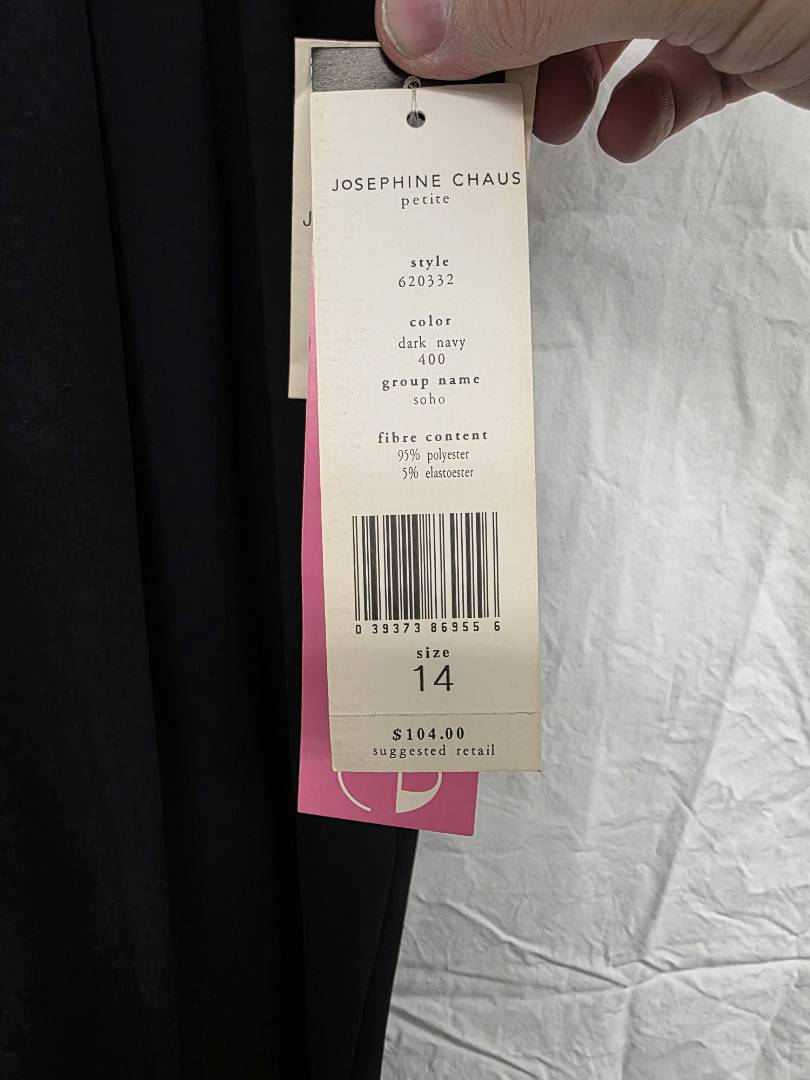 JOSEPHINE CHAUS
petite
J
style
620332
color
dark navy
400
group name
soho
fibre content
95% polyester
5% elastoester
0 39373 86955 6
size
14
$104.00
suggested retail